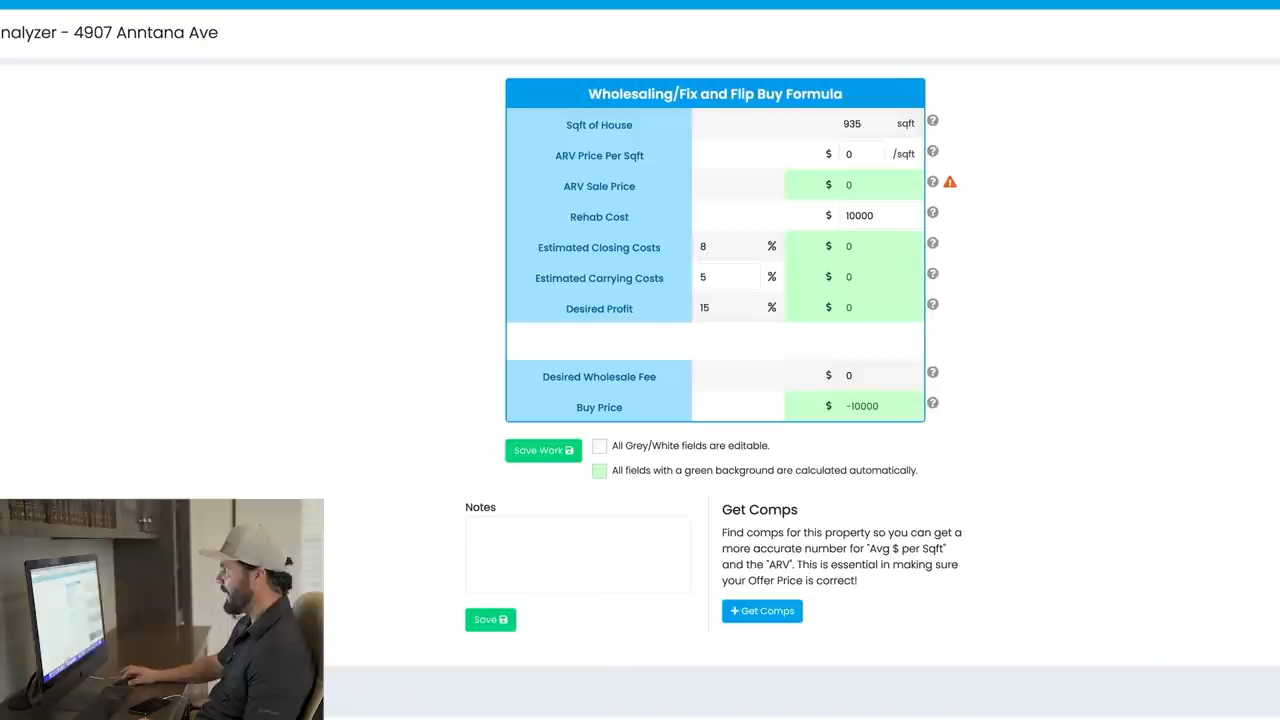 nalyzer - 4907 Anntana Ave
Wholesaling/Fix and Flip Buy Formula
Sqft of House 935 sqft
ARV Price Per Sqft $ 0 /sqft
ARV Sale Price $ 0
Rehab Cost $ 10000
Estimated Closing Costs 8 % $ 0
Estimated Carrying Costs 5 % $ 0
Desired Profit 15 % $ 0
Desired Wholesale Fee $ 0
Buy Price $ -10000
Save Work
All Grey/White fields are editable.
All fields with a green background are calculated automatically.
Notes
Save
Get Comps
Find comps for this property so you can get a
more accurate number for "Avg $ per Sqft"
and the "ARV". This is essential in making sure
your Offer Price is correct!
+ Get Comps